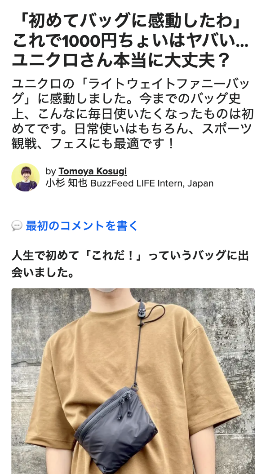 「初めてバッグに感動したわ」
これで1000円ちょいはヤバい...
ユニクロさん本当に大丈夫？
ユニクロの「ライトウェイトファニーバッ
グ」に感動しました。今までのバッグ史
上、こんなに毎日使いたくなったものは初
めてです。日常使いはもちろん、スポーツ
観戦、フェスにも最適です！
by Tomoya Kosugi
小杉 知也 BuzzFeed LIFE Intern, Japan
最初のコメントを書く
人生で初めて「これだ！」っていうバッグに出
会いました。